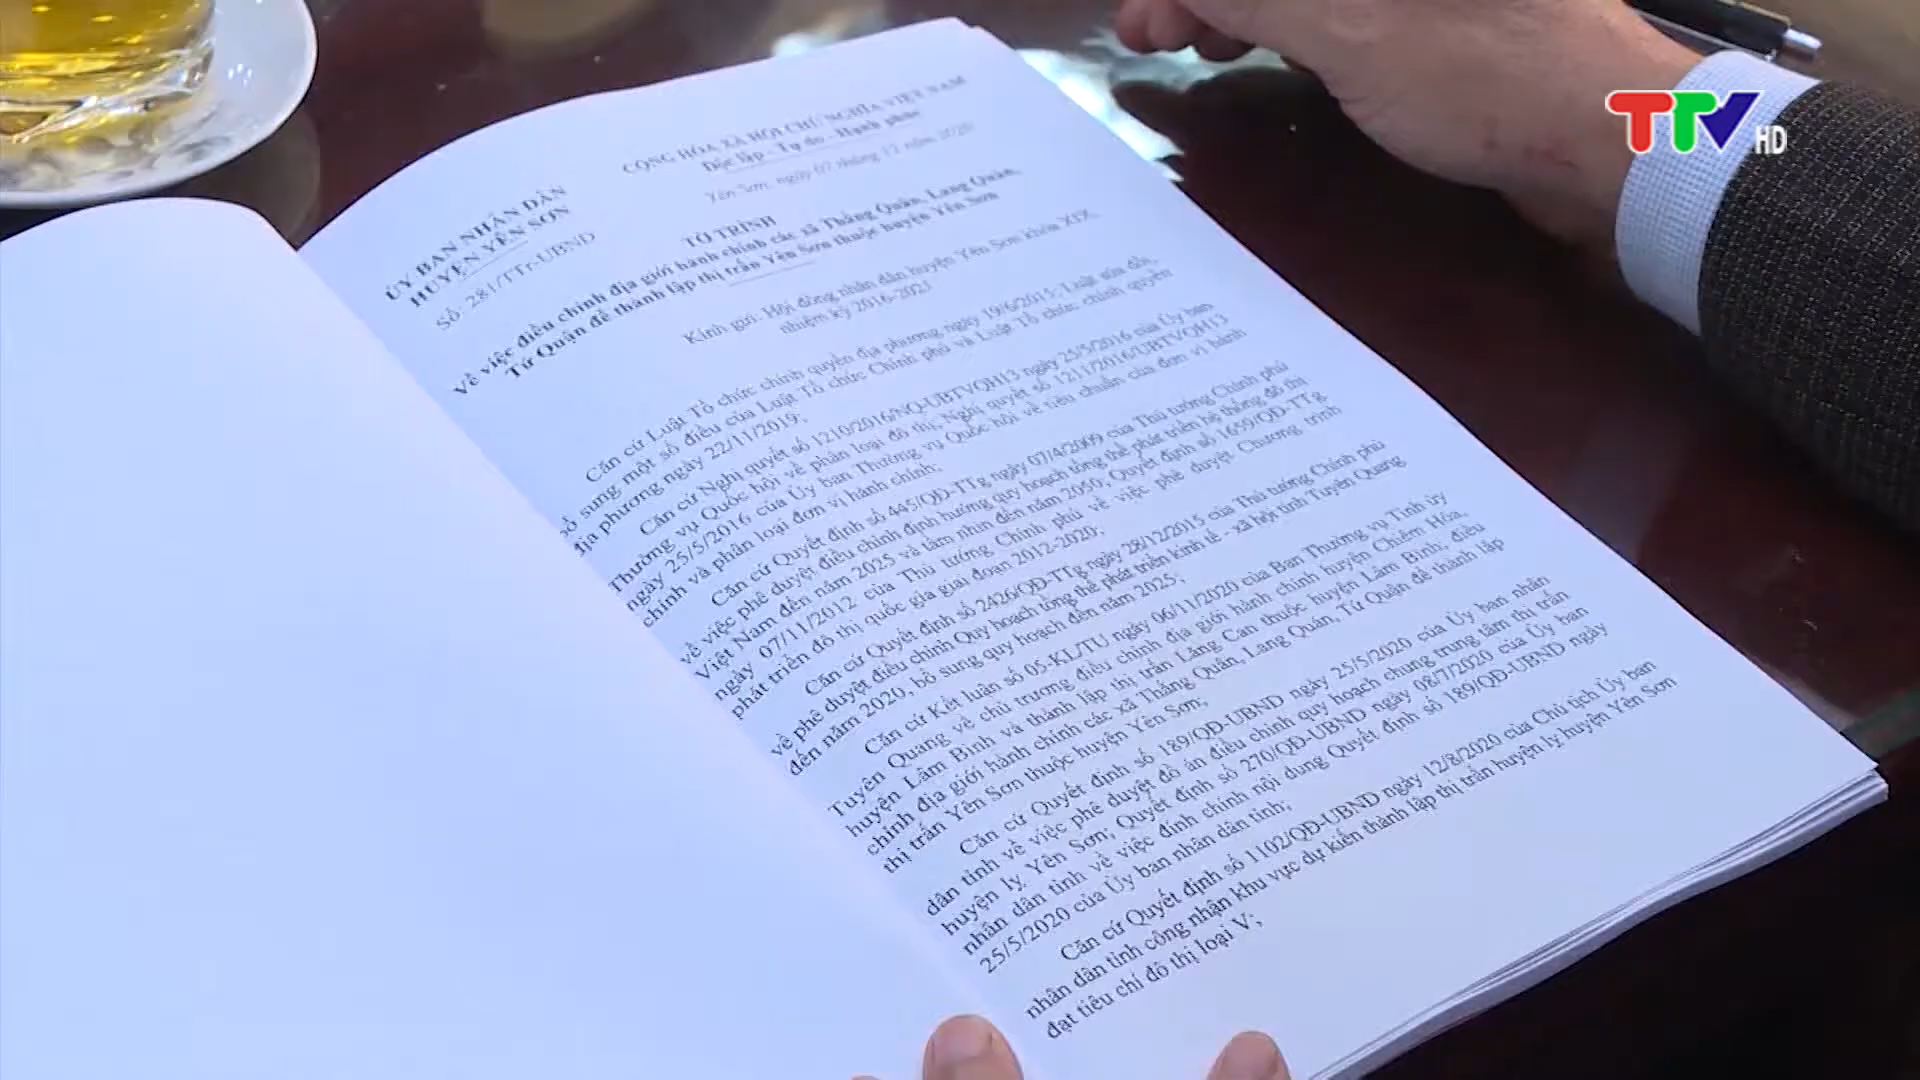 TTV HD
ỦY BAN NHÂN DÂN
HUYỆN YÊN SƠN
Số: 281/TTr-UBND
CỘNG HÒA XÃ HỘI CHỦ NGHĨA VIỆT NAM
Độc lập - Tự do - Hạnh phúc
Yên Sơn, ngày 07 tháng 12 năm 2020
TỜ TRÌNH
Về việc điều chỉnh địa giới hành chính các xã Thắng Quân, Lang Quán,
Tứ Quận để thành lập thị trấn Yên Sơn thuộc huyện Yên Sơn
Kính gửi: Hội đồng nhân dân huyện Yên Sơn khóa XIX,
nhiệm kỳ 2016-2021
Căn cứ Luật Tổ chức chính quyền địa phương ngày 19/6/2015; Luật sửa đổi,
bổ sung một số điều của Luật Tổ chức Chính phủ và Luật Tổ chức chính quyền
địa phương ngày 22/11/2019;
Căn cứ Nghị quyết số 1210/2016/NQ-UBTVQH13 ngày 25/5/2016 của Ủy ban
Thường vụ Quốc hội về phân loại đô thị; Nghị quyết số 1211/2016/UBTVQH13
ngày 25/5/2016 của Ủy ban Thường vụ Quốc hội về tiêu chuẩn của đơn vị hành
chính và phân loại đơn vị hành chính;
Căn cứ Quyết định số 445/QĐ-TTg ngày 07/4/2009 của Thủ tướng Chính phủ
về việc phê duyệt điều chỉnh định hướng quy hoạch tổng thể phát triển hệ thống đô thị
Việt Nam đến năm 2025 và tầm nhìn đến năm 2050; Quyết định số 1659/QĐ-TTg
ngày 07/11/2012 của Thủ tướng Chính phủ về việc phê duyệt Chương trình
phát triển đô thị quốc gia giai đoạn 2012-2020;
Căn cứ Quyết định số 2426/QĐ-TTg ngày 28/12/2015 của Thủ tướng Chính phủ
về phê duyệt điều chỉnh Quy hoạch tổng thể phát triển kinh tế - xã hội tỉnh Tuyên Quang
đến năm 2020, bổ sung quy hoạch đến năm 2025;
Căn cứ Kết luận số 05-KL/TU ngày 06/11/2020 của Ban Thường vụ Tỉnh ủy
Tuyên Quang về chủ trương điều chỉnh địa giới hành chính huyện Chiêm Hóa,
huyện Lâm Bình và thành lập thị trấn Lăng Can thuộc huyện Lâm Bình; điều
chỉnh địa giới hành chính các xã Thắng Quân, Lang Quán, Tứ Quận để thành lập
thị trấn Yên Sơn thuộc huyện Yên Sơn;
Căn cứ Quyết định số 189/QĐ-UBND ngày 25/5/2020 của Ủy ban nhân
dân tỉnh về việc phê duyệt đồ án điều chỉnh quy hoạch chung trung tâm thị trấn
huyện lỵ Yên Sơn; Quyết định số 270/QĐ-UBND ngày 08/7/2020 của Ủy ban
nhân dân tỉnh về việc đính chính nội dung Quyết định số 189/QĐ-UBND ngày
25/5/2020 của Ủy ban nhân dân tỉnh;
Căn cứ Quyết định số 1102/QĐ-UBND ngày 12/8/2020 của Chủ tịch Ủy ban
nhân dân tỉnh công nhận khu vực dự kiến thành lập thị trấn huyện lỵ huyện Yên Sơn
đạt tiêu chí đô thị loại V;